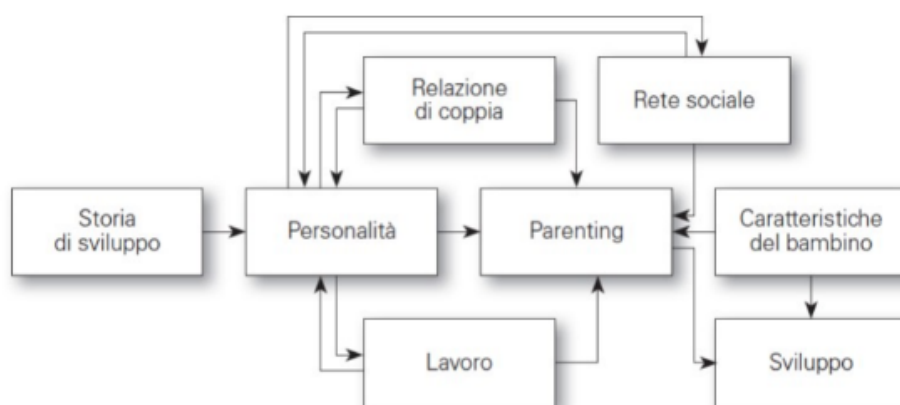 Relazione
di coppia
Rete sociale
Storia
di sviluppo
Personalità
Parenting
Caratteristiche
del bambino
Lavoro
Sviluppo